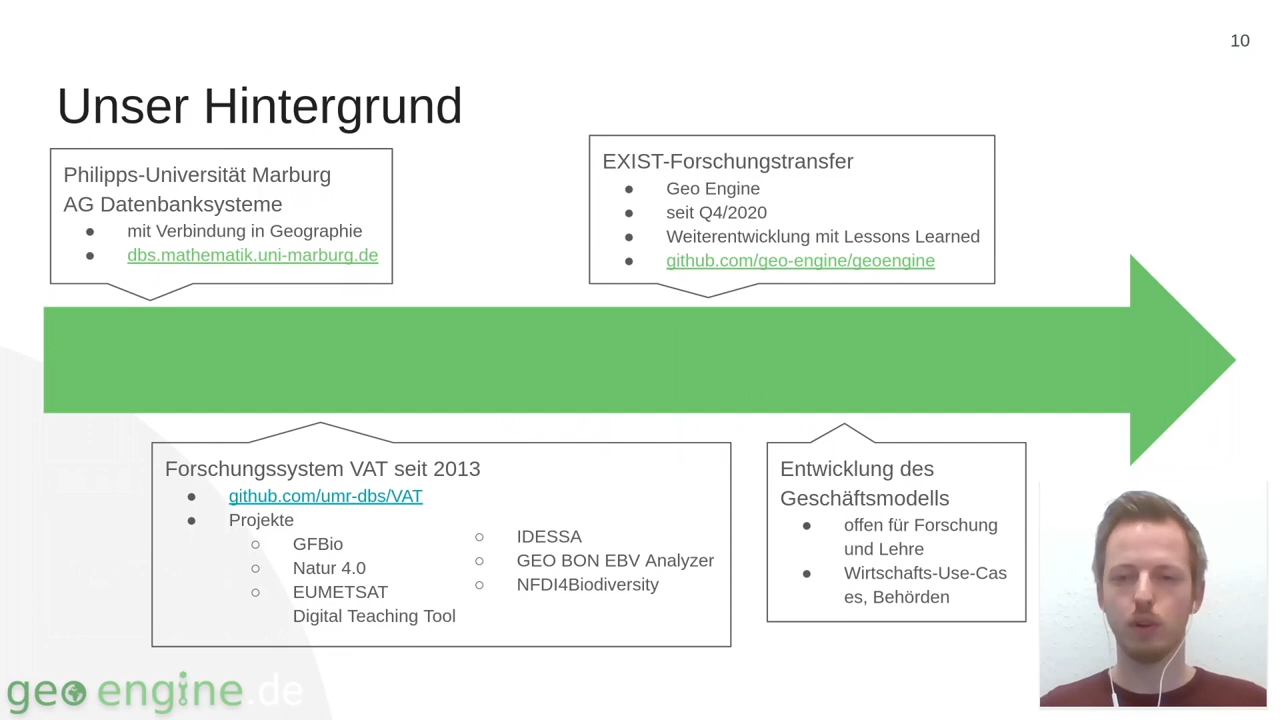 10
Unser Hintergrund
Philipps-Universität Marburg
AG Datenbanksysteme
● mit Verbindung in Geographie
● dbs.mathematik.uni-marburg.de
EXIST-Forschungstransfer
● Geo Engine
● seit Q4/2020
● Weiterentwicklung mit Lessons Learned
● github.com/geo-engine/geoengine
Forschungssystem VAT seit 2013
● github.com/umr-dbs/VAT
● Projekte
○ GFBio
○ Natur 4.0
○ EUMETSAT
Digital Teaching Tool
○ IDESSA
○ GEO BON EBV Analyzer
○ NFDI4Biodiversity
Entwicklung des
Geschäftsmodells
● offen für Forschung
und Lehre
● Wirtschafts-Use-Cas
es, Behörden
geo engine.de